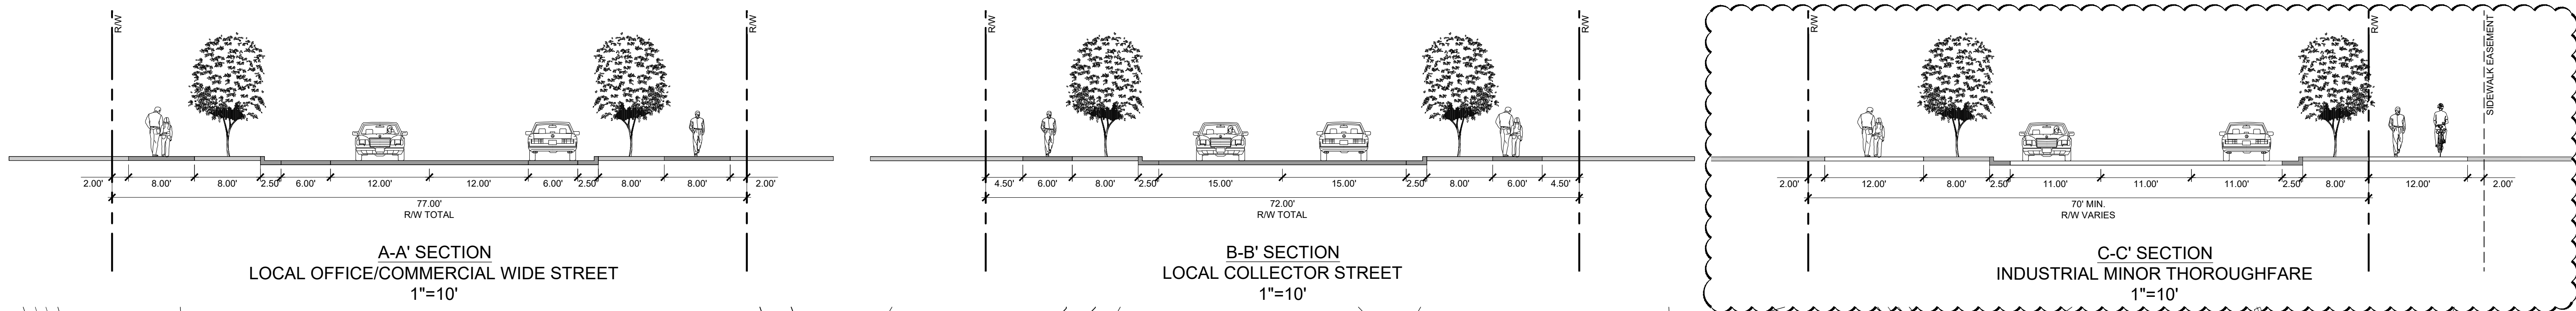 R/W
R/W
2.00' 8.00' 8.00' 2.50' 6.00' 12.00' 12.00' 6.00' 2.50' 8.00' 8.00' 2.00'
77.00'
R/W TOTAL
A-A' SECTION
LOCAL OFFICE/COMMERCIAL WIDE STREET
1"=10'
R/W
R/W
4.50' 6.00' 8.00' 2.50' 15.00' 15.00' 2.50' 8.00' 6.00' 4.50'
72.00'
R/W TOTAL
B-B' SECTION
LOCAL COLLECTOR STREET
1"=10'
R/W
R/W
SIDEWALK EASEMENT
2.00' 12.00' 8.00' 2.50' 11.00' 11.00' 11.00' 2.50' 8.00' 12.00' 2.00'
70' MIN.
R/W VARIES
C-C' SECTION
INDUSTRIAL MINOR THOROUGHFARE
1"=10'